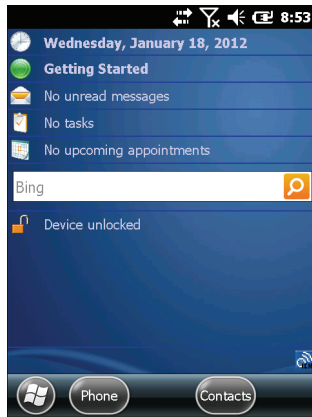 8:53
Wednesday, January 18, 2012
Getting Started
No unread messages
No tasks
No upcoming appointments
Bing
Device unlocked
Phone
Contacts